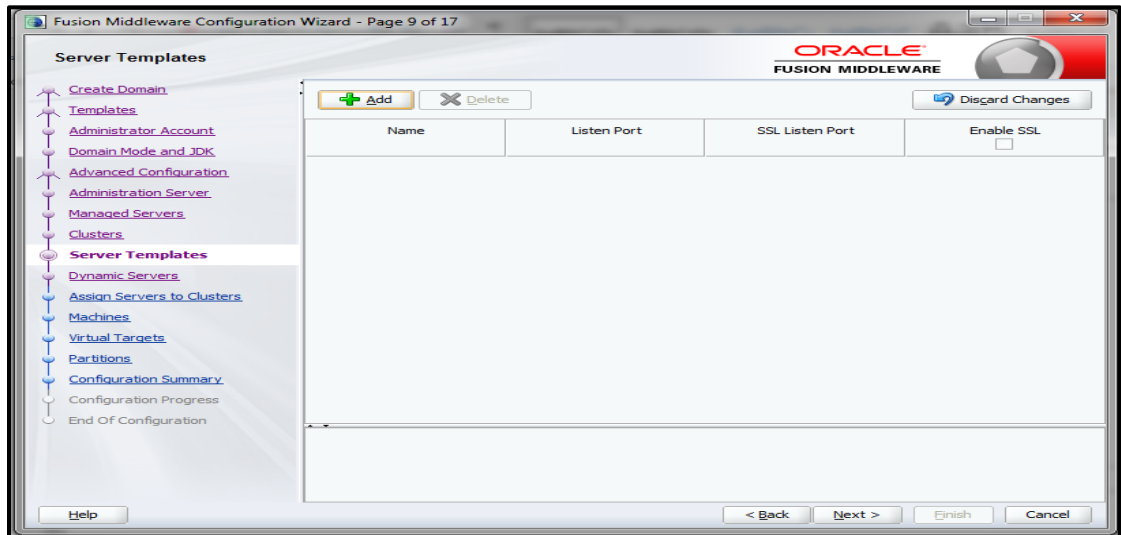 Fusion Middleware Configuration Wizard - Page 9 of 17
Server Templates
ORACLE
FUSION MIDDLEWARE
Create Domain
Templates
Administrator Account
Domain Mode and JDK
Advanced Configuration
Administration Server
Managed Servers
Clusters
Server Templates
Dynamic Servers
Assign Servers to Clusters
Machines
Virtual Targets
Partitions
Configuration Summary
Configuration Progress
End Of Configuration
Add Delete Discard Changes
Name Listen Port SSL Listen Port Enable SSL
Help < Back Next > Finish Cancel